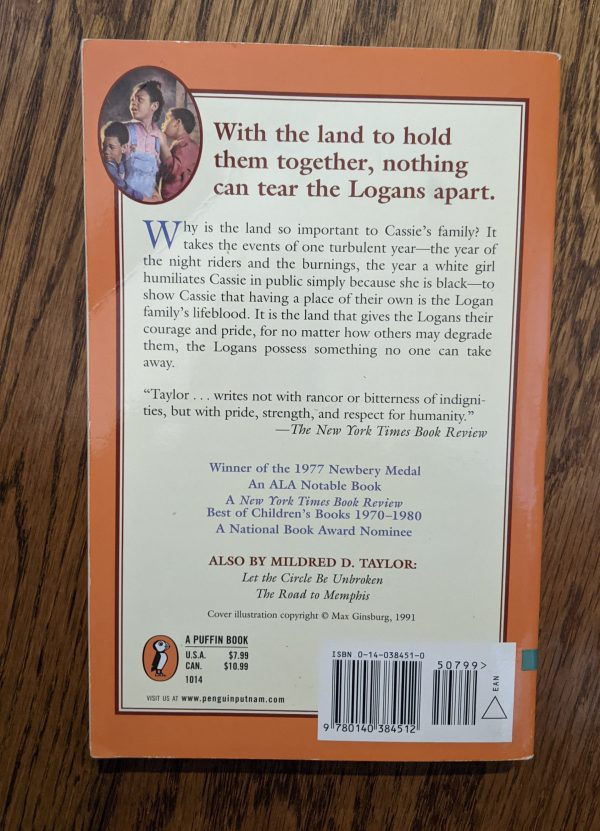 With the land to hold
them together, nothing
can tear the Logans apart.
Why is the land so important to Cassie's family? It
takes the events of one turbulent year—the year of
the night riders and the burnings, the year a white girl
humiliates Cassie in public simply because she is black—to
show Cassie that having a place of their own is the Logan
family's lifeblood. It is the land that gives the Logans their
courage and pride, for no matter how others may degrade
them, the Logans possess something no one can take
away.
"Taylor . . . writes not with rancor or bitterness of indigni-
ties, but with pride, strength, and respect for humanity."
—The New York Times Book Review
Winner of the 1977 Newbery Medal
An ALA Notable Book
A New York Times Book Review
Best of Children's Books 1970–1980
A National Book Award Nominee
ALSO BY MILDRED D. TAYLOR:
Let the Circle Be Unbroken
The Road to Memphis
Cover illustration copyright © Max Ginsburg, 1991
A PUFFIN BOOK
U.S.A. $7.99
CAN. $10.99
1014
VISIT US AT www.penguinputnam.com
ISBN 0-14-038451-0
50799>
EAN
9 780140 384512